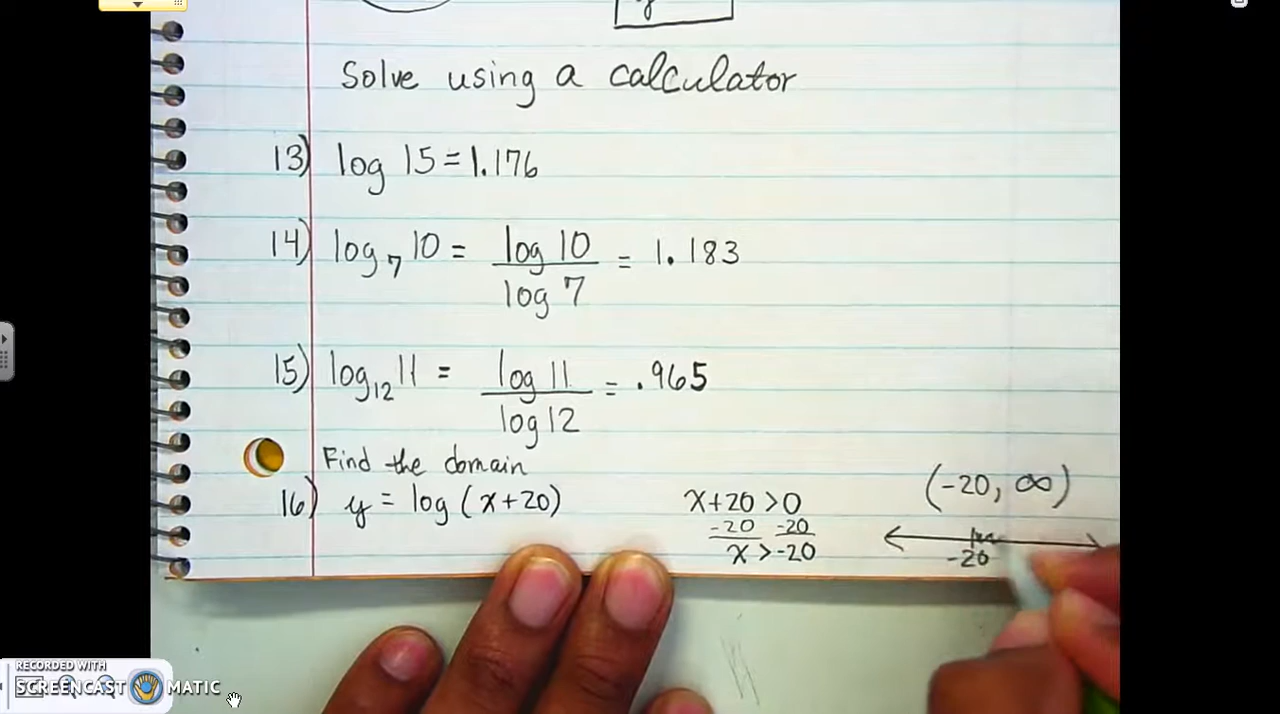 Solve using a calculator
13) log 15 = 1.176
14) log₇ 10 = log 10 / log 7 = 1.183
15) log₁₂ 11 = log 11 / log 12 = .965
Find the domain
16) y = log (x+20)
x+20 > 0
-20 -20
x > -20
(-20, ∞)
-20
RECORDED WITH
SCREENCAST MATIC